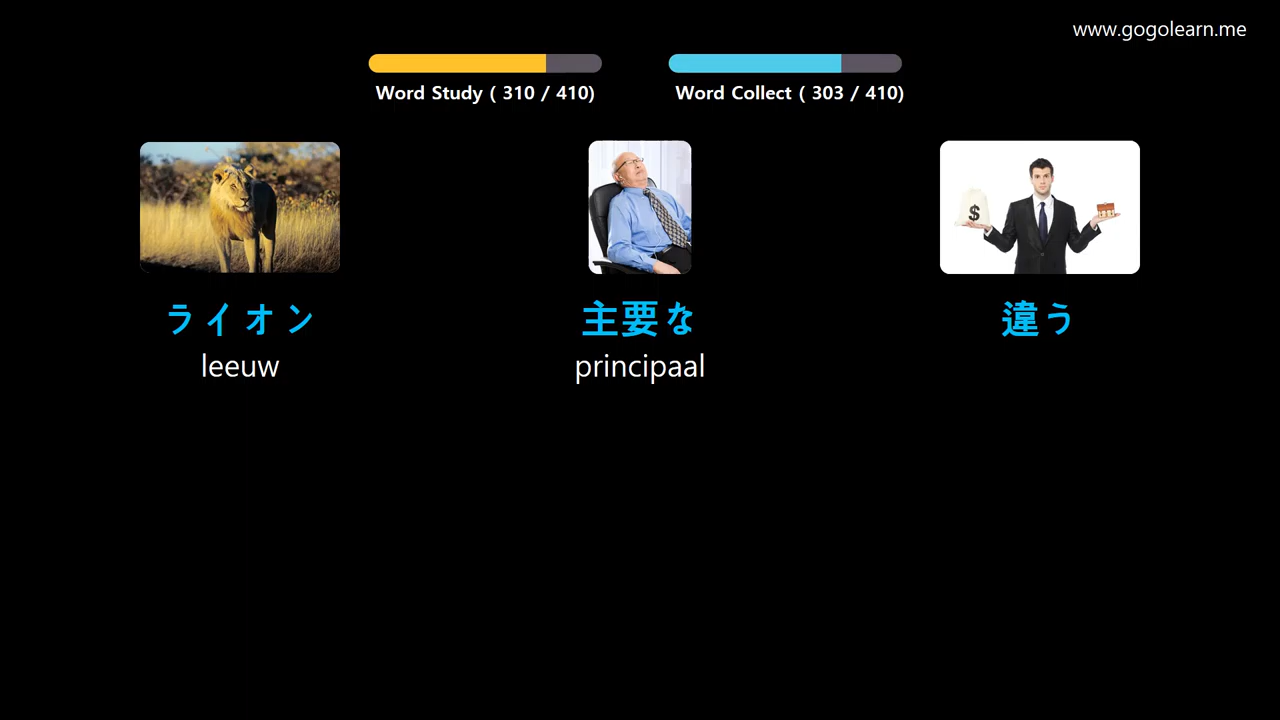 www.gogolearn.me
Word Study ( 310 / 410)
Word Collect ( 303 / 410)
ライオン
leeuw
主要な
principaal
違う